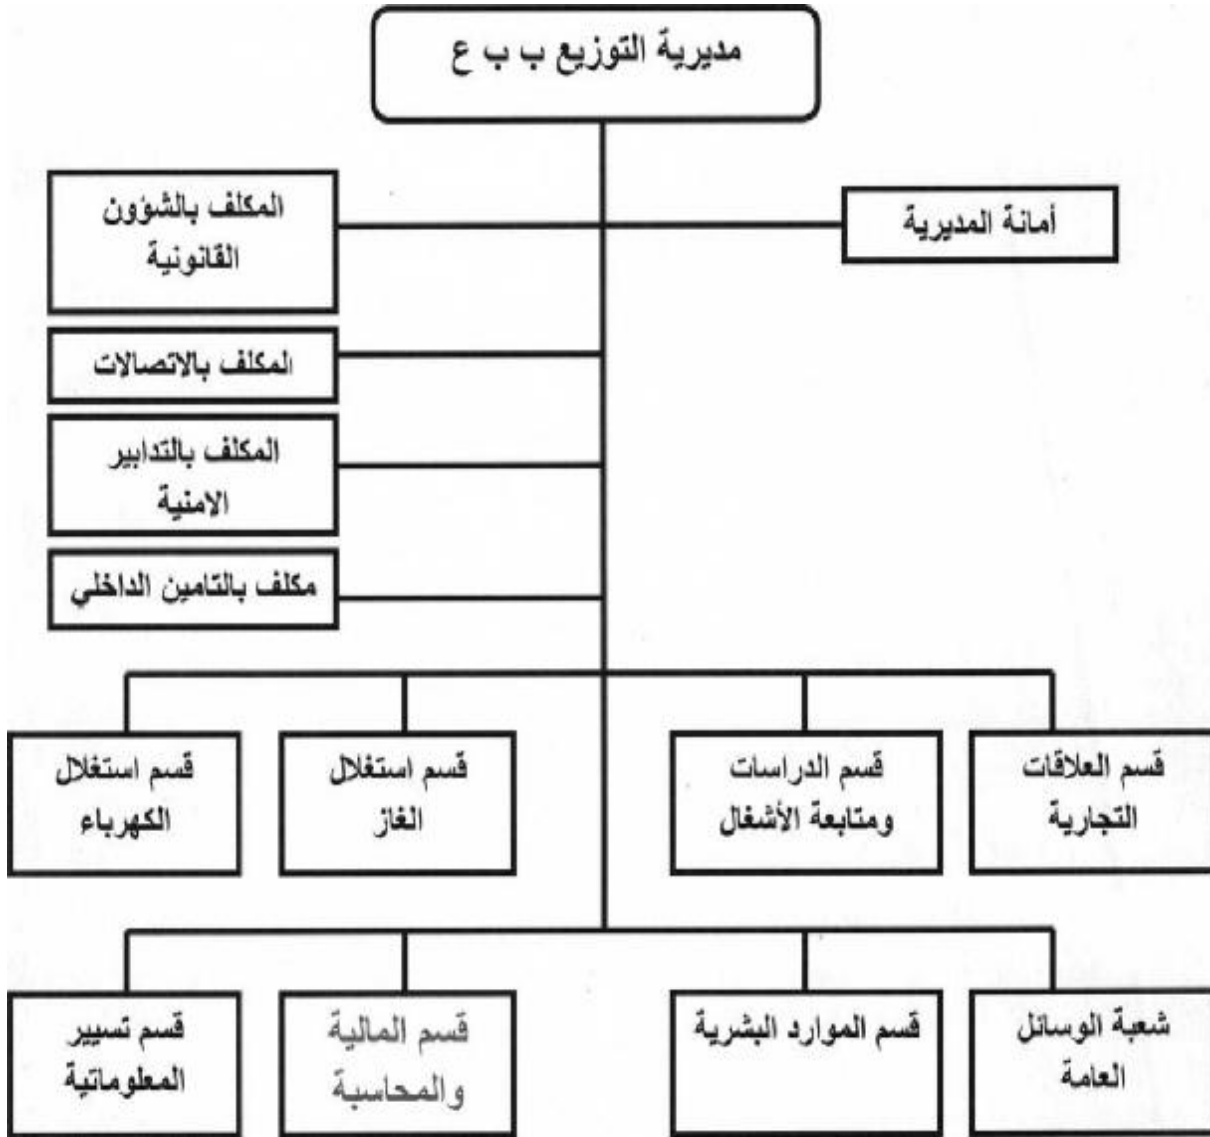 مديرية التوزيع ب ب ع
أمانة المديرية
المكلف بالشؤون
القانونية
المكلف بالاتصالات
المكلف بالتدابير
الامنية
مكلف بالتامين الداخلي
قسم العلاقات
التجارية
قسم الدراسات
ومتابعة الأشغال
قسم استغلال
الغاز
قسم استغلال
الكهرباء
شعبة الوسائل
العامة
قسم الموارد البشرية
قسم المالية
والمحاسبة
قسم تسيير
المعلوماتية